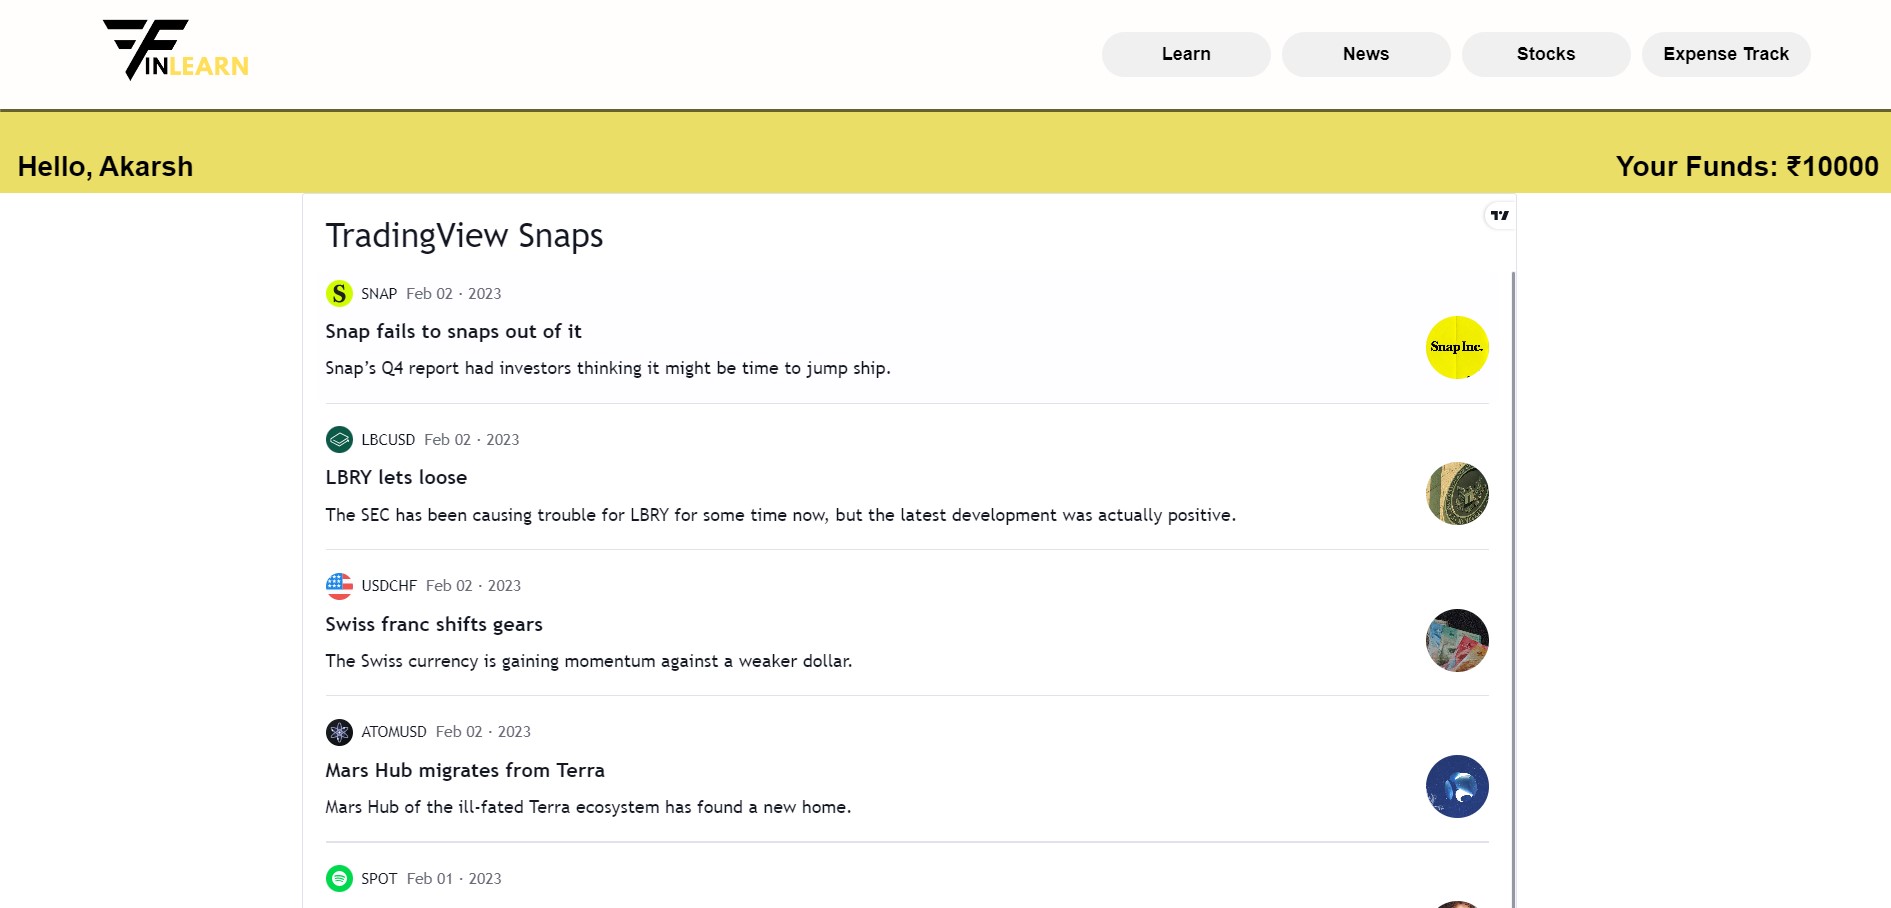 FINLEARN
Learn
News
Stocks
Expense Track
Hello, Akarsh
Your Funds: ₹10000
TradingView Snaps
SNAP Feb 02 · 2023
Snap fails to snaps out of it
Snap’s Q4 report had investors thinking it might be time to jump ship.
Snap Inc.
LBCUSD Feb 02 · 2023
LBRY lets loose
The SEC has been causing trouble for LBRY for some time now, but the latest development was actually positive.
USDCHF Feb 02 · 2023
Swiss franc shifts gears
The Swiss currency is gaining momentum against a weaker dollar.
ATOMUSD Feb 02 · 2023
Mars Hub migrates from Terra
Mars Hub of the ill-fated Terra ecosystem has found a new home.
SPOT Feb 01 · 2023